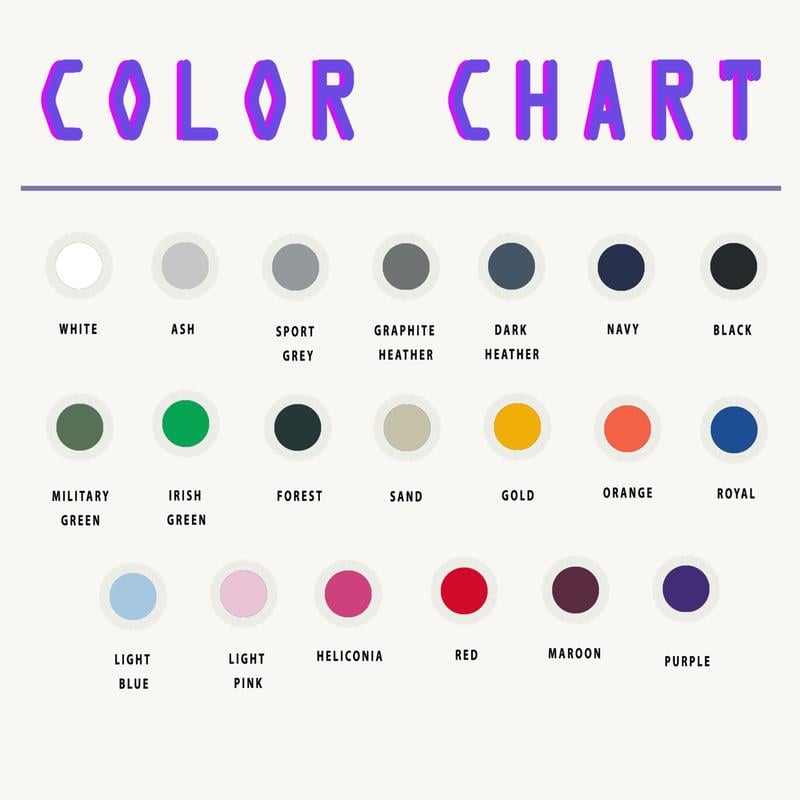 COLOR CHART
WHITE
ASH
SPORT
GREY
GRAPHITE
HEATHER
DARK
HEATHER
NAVY
BLACK
MILITARY
GREEN
IRISH
GREEN
FOREST
SAND
GOLD
ORANGE
ROYAL
LIGHT
BLUE
LIGHT
PINK
HELICONIA
RED
MAROON
PURPLE